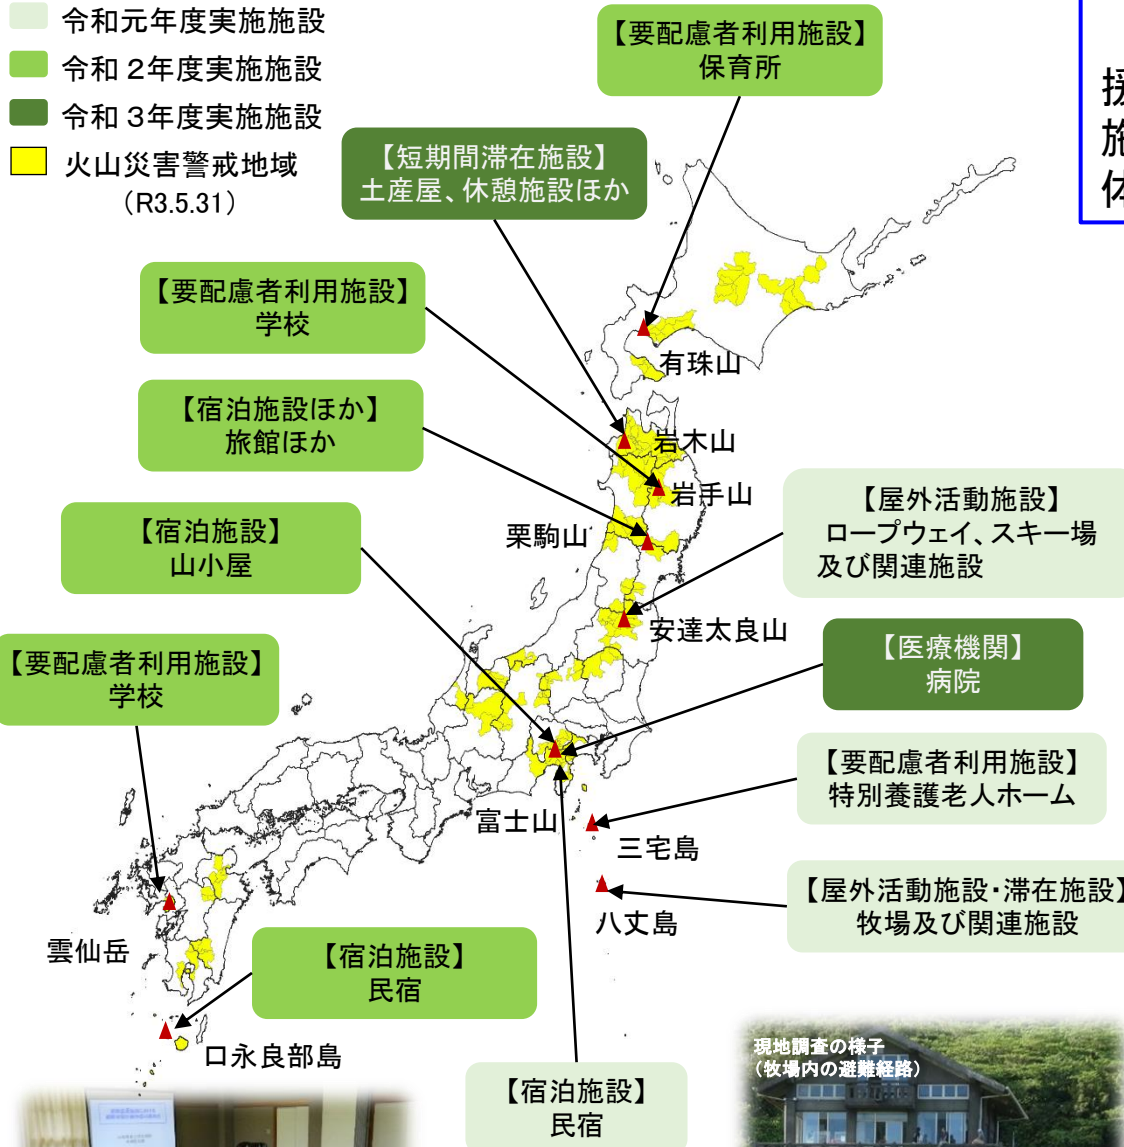 令和元年度実施施設
令和２年度実施施設
令和３年度実施施設
火山災害警戒地域
（R3.5.31）
【要配慮者利用施設】
保育所
援
施
体
【短期間滞在施設】
土産屋、休憩施設ほか
【要配慮者利用施設】
学校
有珠山
【宿泊施設ほか】
旅館ほか
岩木山
岩手山
【屋外活動施設】
ロープウェイ、スキー場
及び関連施設
【宿泊施設】
山小屋
栗駒山
安達太良山
【医療機関】
病院
【要配慮者利用施設】
学校
【要配慮者利用施設】
特別養護老人ホーム
富士山
三宅島
【屋外活動施設・滞在施設】
牧場及び関連施設
八丈島
雲仙岳
【宿泊施設】
民宿
口永良部島
現地調査の様子
（牧場内の避難経路）
【宿泊施設】
民宿